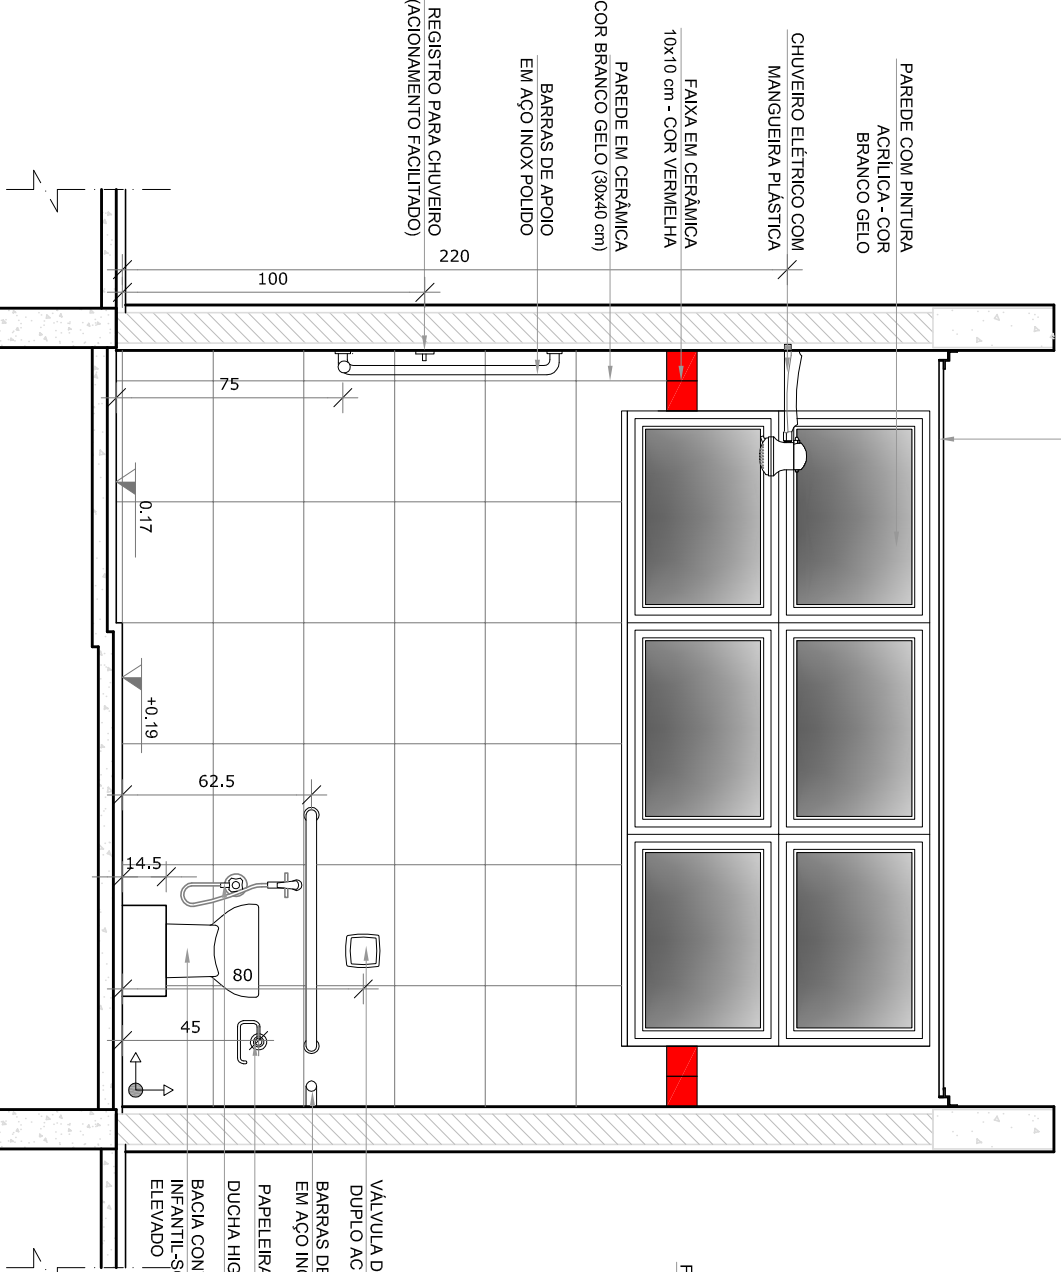 PAREDE COM PINTURA
ACRÍLICA - COR
BRANCO GELO
CHUVEIRO ELÉTRICO COM
MANGUEIRA PLÁSTICA
FAIXA EM CERÂMICA
10x10 cm - COR VERMELHA
PAREDE EM CERÂMICA
COR BRANCO GELO (30x40 cm)
BARRAS DE APOIO
EM AÇO INOX POLIDO
REGISTRO PARA CHUVEIRO
(ACIONAMENTO FACILITADO)
220
100
75
0.17
+0.19
62.5
14.5
80
45
VÁLVULA D
DUPLO AC
BARRAS DE
EM AÇO INO
PAPELEIRA
DUCHA HIG
BACIA CON
INFANTIL-S
ELEVADO